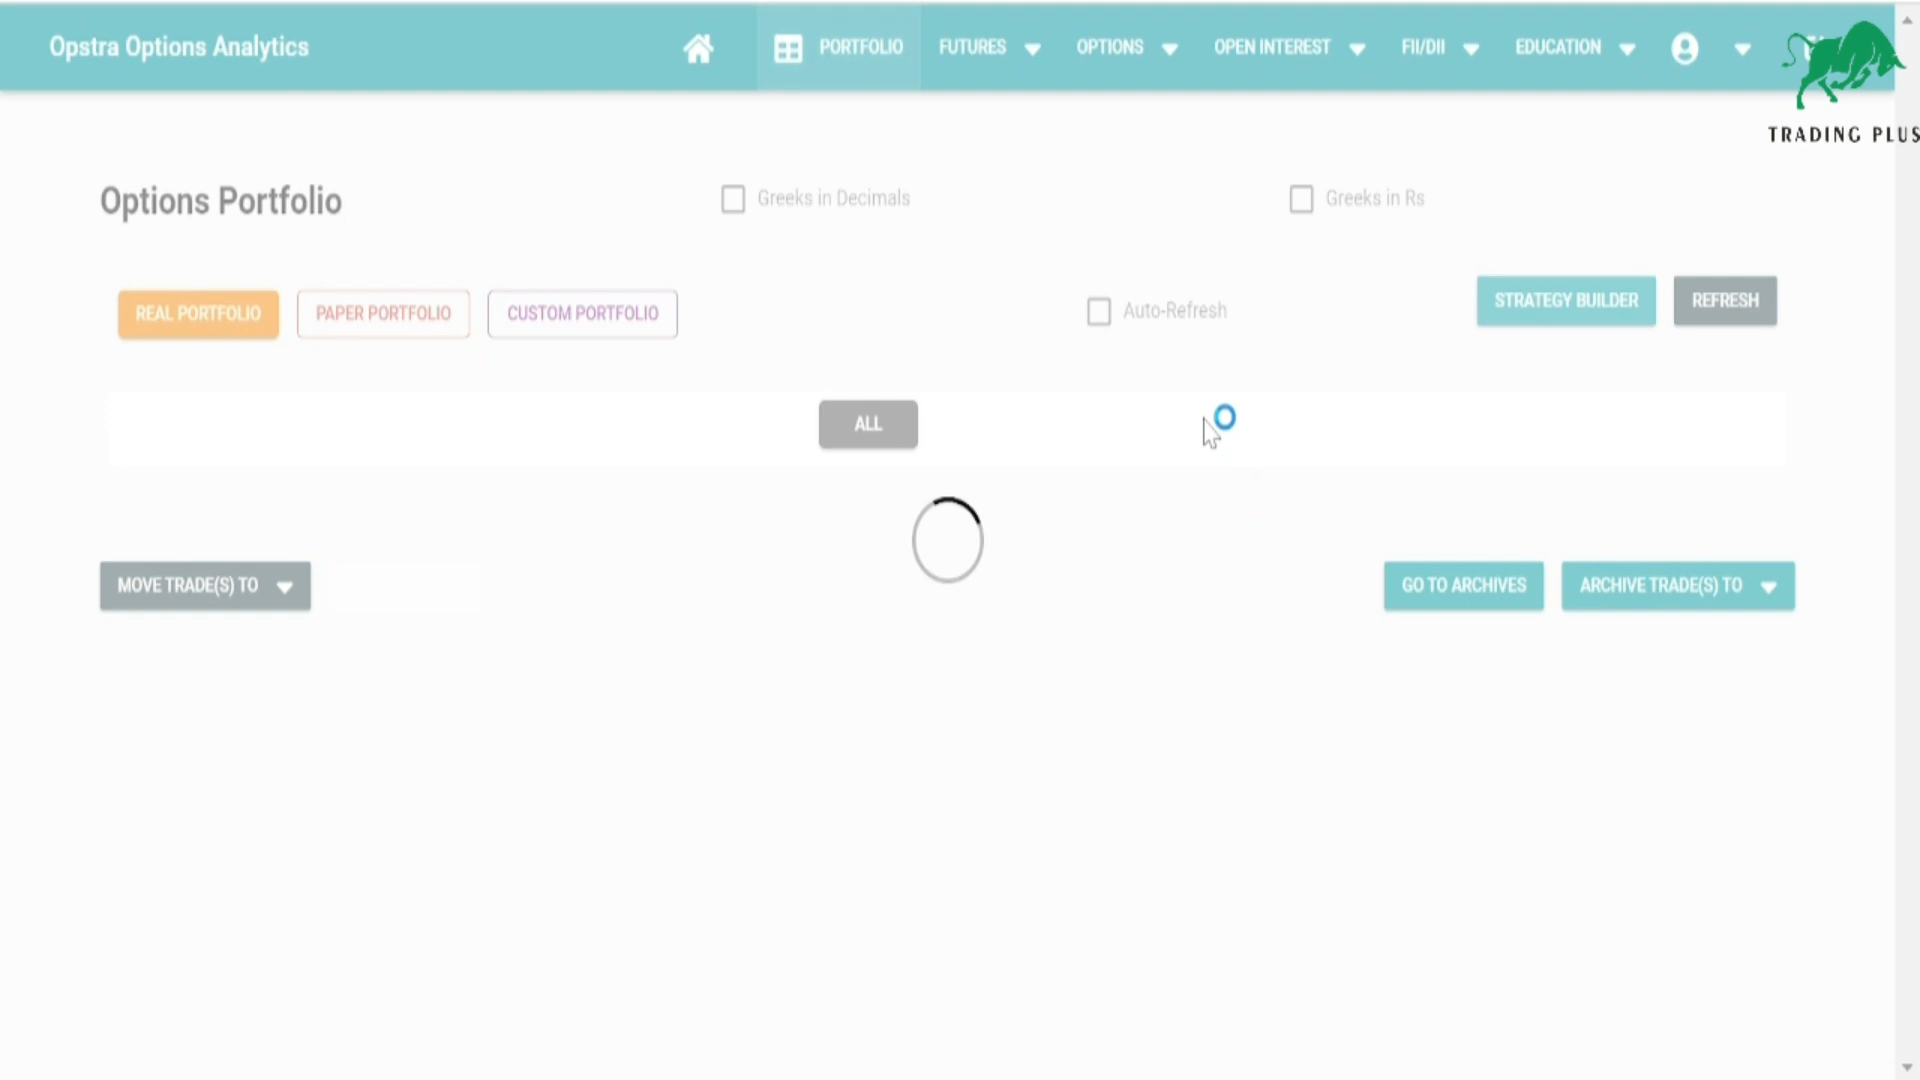 Opstra Options Analytics
PORTFOLIO
FUTURES
OPTIONS
OPEN INTEREST
FII/DII
EDUCATION
TRADING PLUS
Options Portfolio
Greeks in Decimals
Greeks in Rs
REAL PORTFOLIO
PAPER PORTFOLIO
CUSTOM PORTFOLIO
Auto-Refresh
STRATEGY BUILDER
REFRESH
ALL
MOVE TRADE(S) TO
GO TO ARCHIVES
ARCHIVE TRADE(S) TO